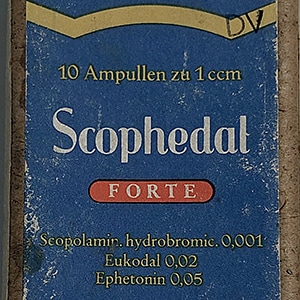 DV
10 Ampullen zu 1 ccm
Scophedal
FORTE
Scopolamin. hydrobromic. 0,001
Eukodal 0,02
Ephetonin 0,05